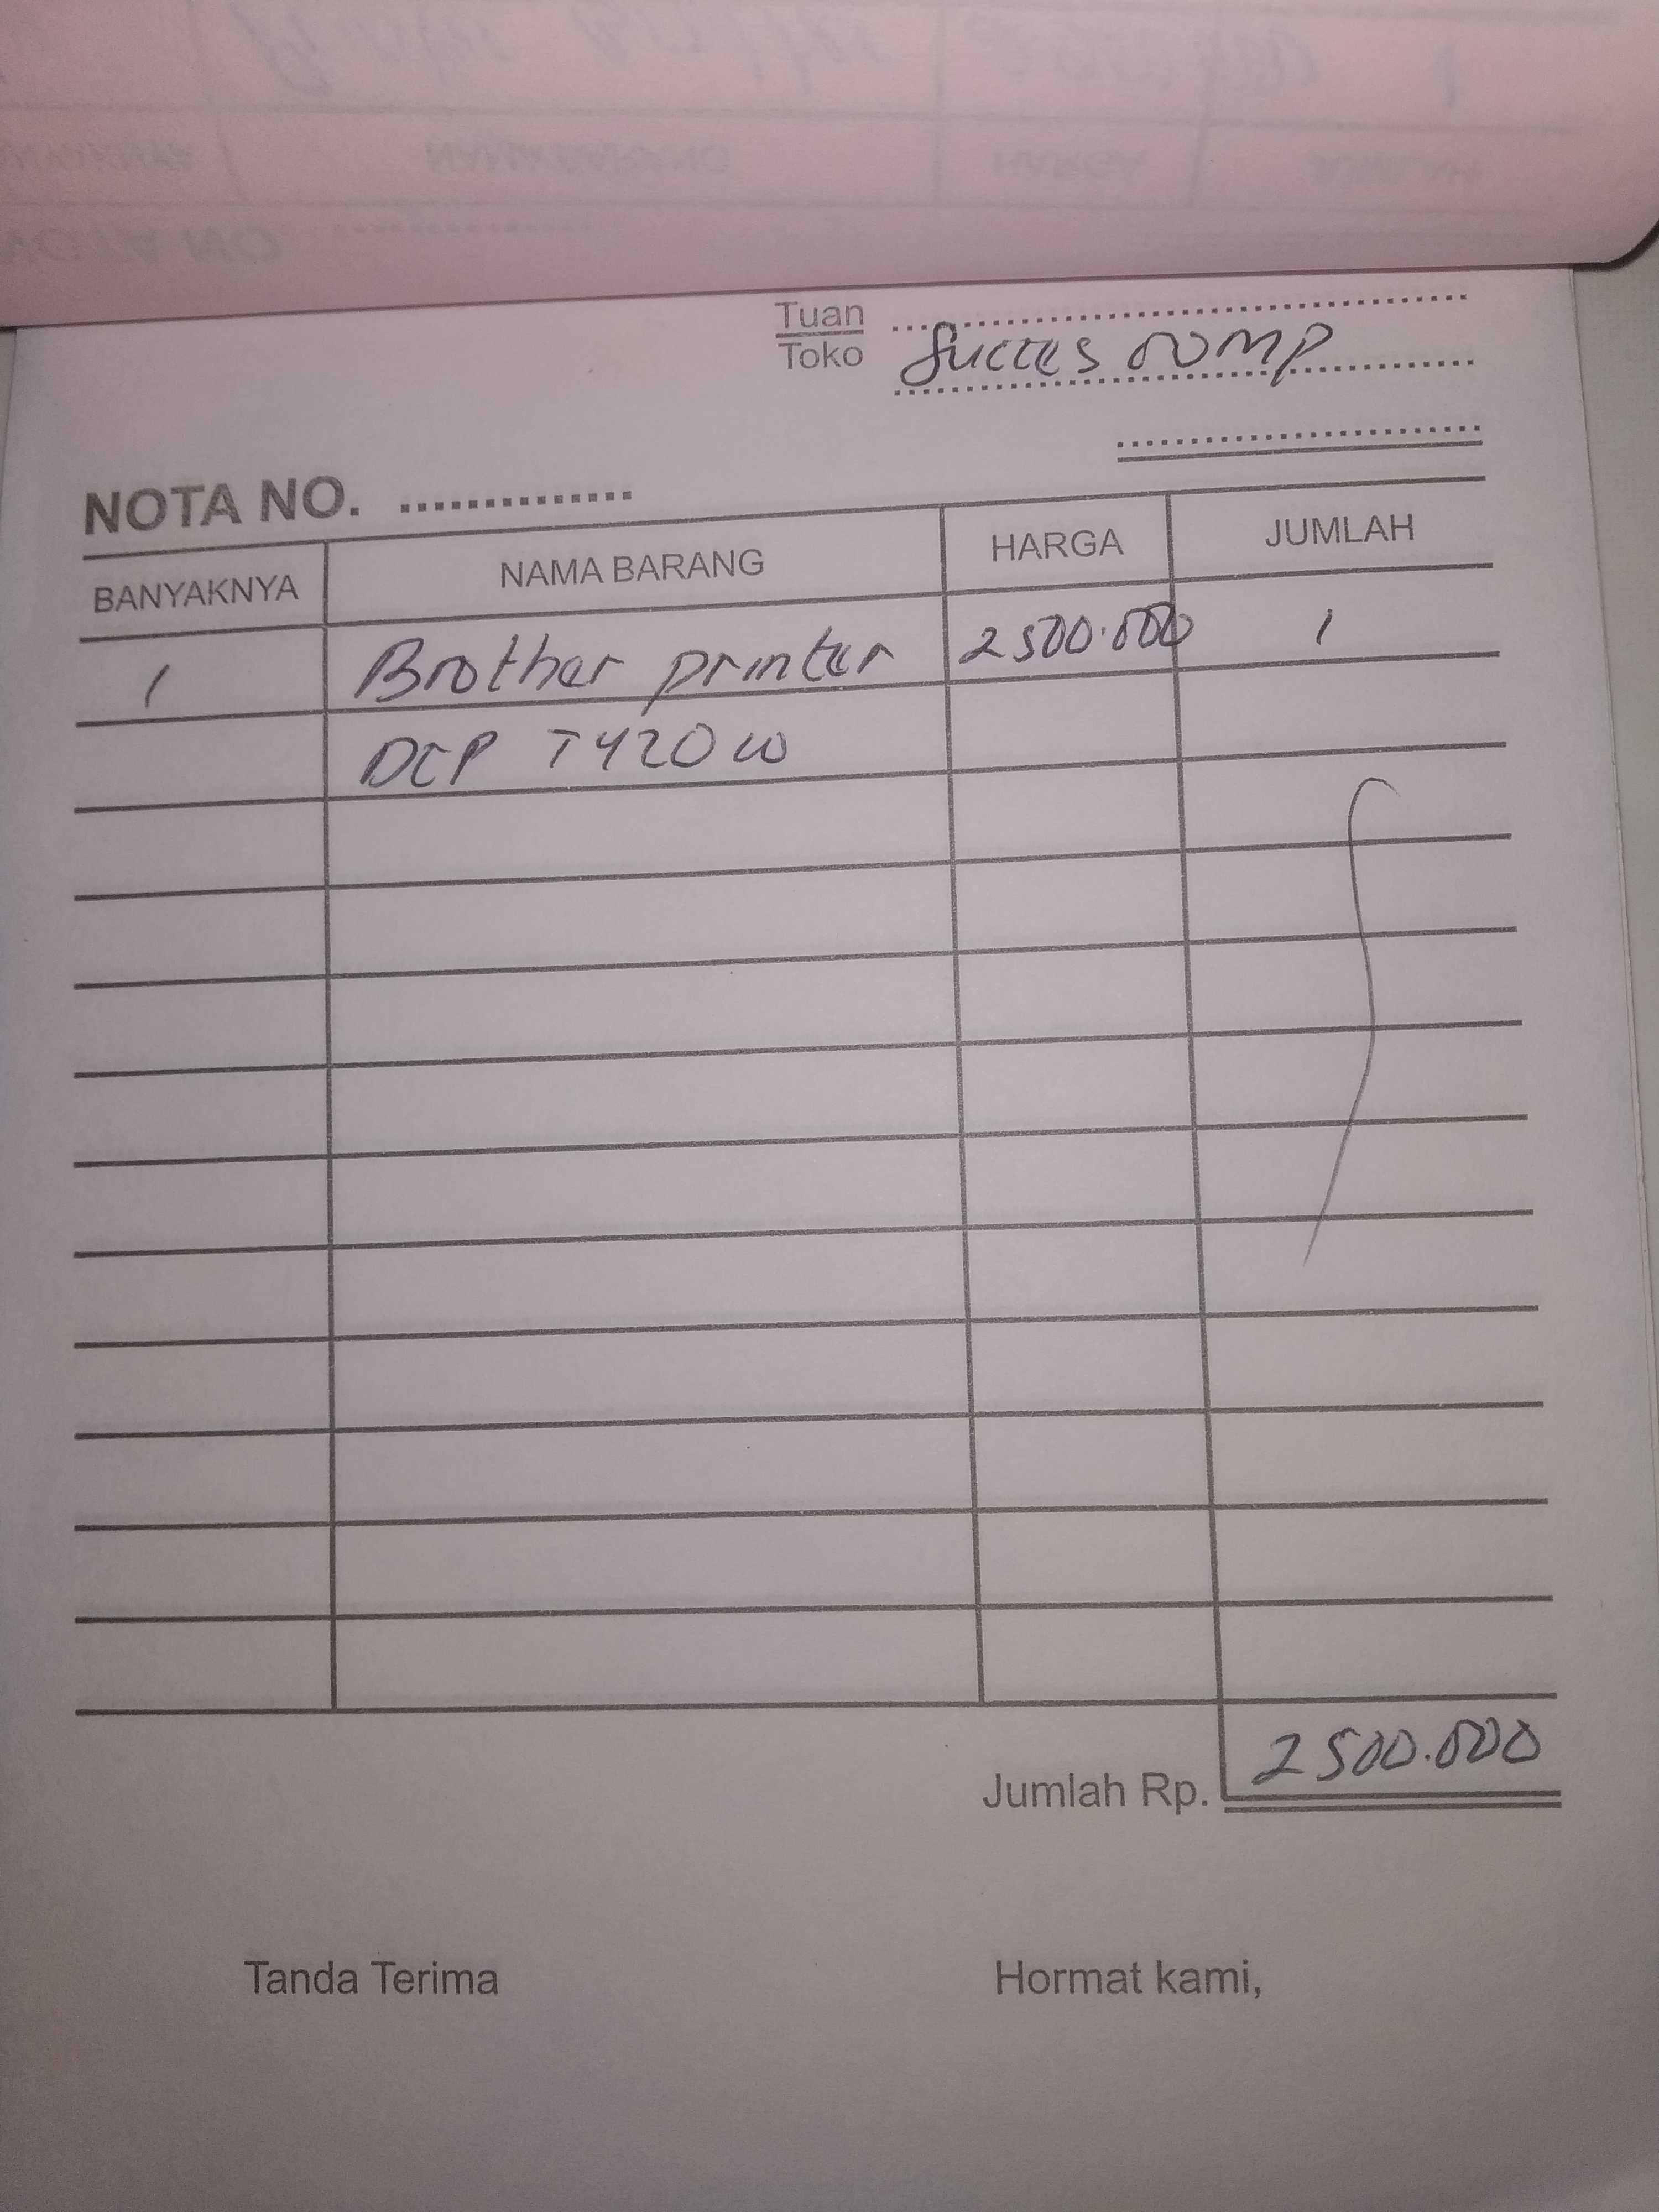 Tuan
Toko Succes comp
NOTA NO. ..............
BANYAKNYA NAMA BARANG HARGA JUMLAH
1 Brother printer 2500.000 1
DCP T420W
Jumlah Rp. 2500.000
Tanda Terima Hormat kami,